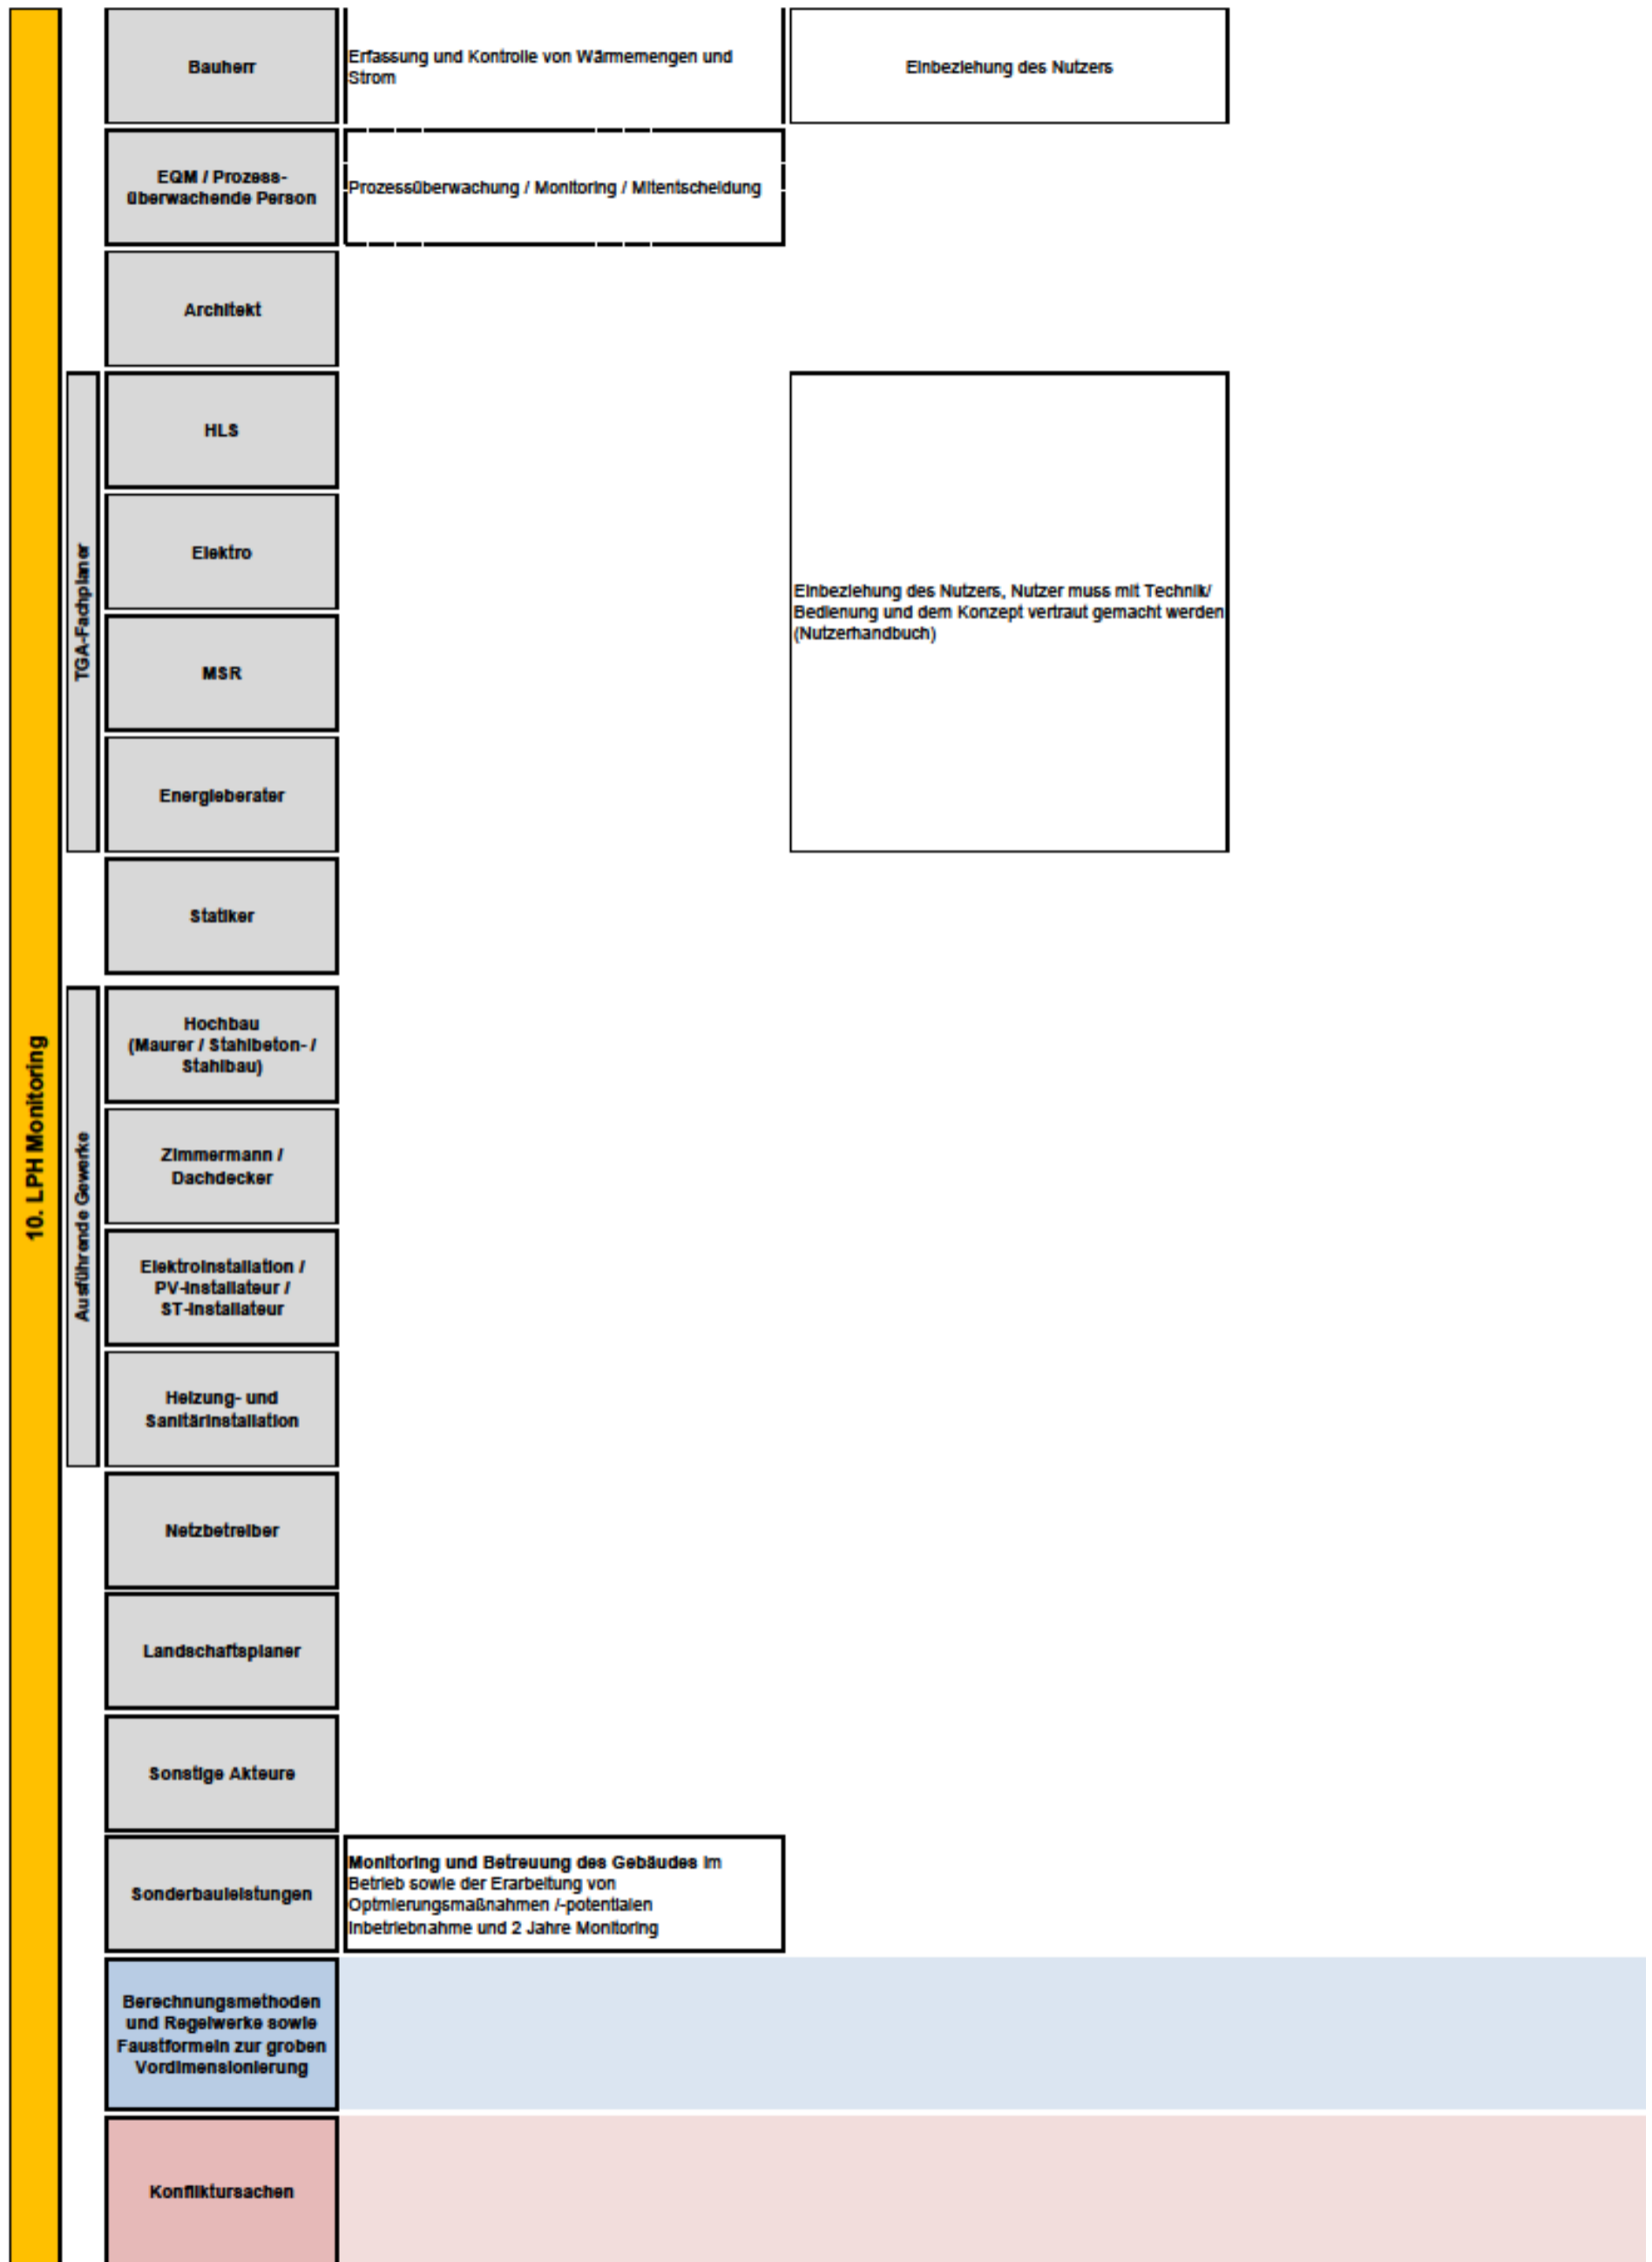 10. LPH Monitoring
Bauherr
Erfassung und Kontrolle von Wärmemengen und
Strom
Einbeziehung des Nutzers
EQM / Prozess-
überwachende Person
Prozessüberwachung / Monitoring / Mitentscheidung
Architekt
TGA-Fachplaner
HLS
Elektro
MSR
Energieberater
Einbeziehung des Nutzers, Nutzer muss mit Technik/
Bedienung und dem Konzept vertraut gemacht werden
(Nutzerhandbuch)
Statiker
Ausführende Gewerke
Hochbau
(Maurer / Stahlbeton- /
Stahlbau)
Zimmermann /
Dachdecker
Elektroinstallation /
PV-Installateur /
ST-Installateur
Heizung- und
Sanitärinstallation
Netzbetreiber
Landschaftsplaner
Sonstige Akteure
Sonderbauleistungen
Monitoring und Betreuung des Gebäudes im
Betrieb sowie der Erarbeitung von
Optmierungsmaßnahmen /-potentialen
Inbetriebnahme und 2 Jahre Monitoring
Berechnungsmethoden
und Regelwerke sowie
Faustformeln zur groben
Vordimensionierung
Konfliktursachen